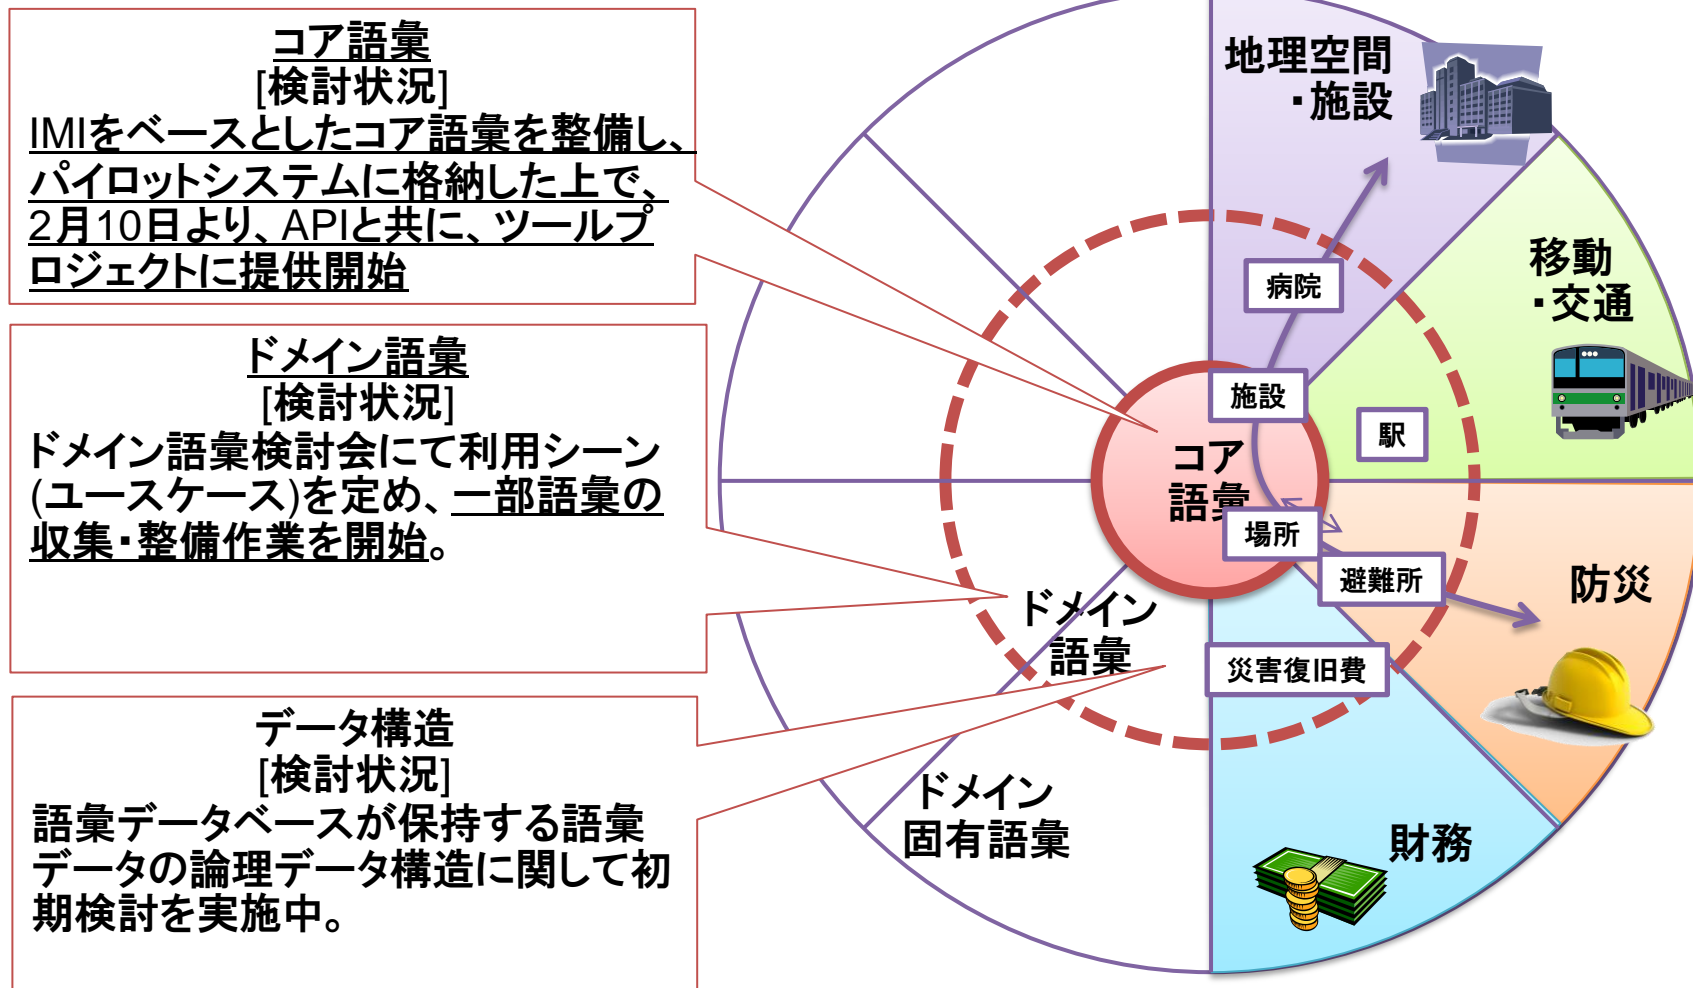 コア語彙
[検討状況]
IMIをベースとしたコア語彙を整備し、
パイロットシステムに格納した上で、
2月10日より、APIと共に、ツールプ
ロジェクトに提供開始
ドメイン語彙
[検討状況]
ドメイン語彙検討会にて利用シーン
(ユースケース)を定め、一部語彙の
収集・整備作業を開始。
データ構造
[検討状況]
語彙データベースが保持する語彙
データの論理データ構造に関して初
期検討を実施中。
地理空間
・施設
病院
移動
・交通
施設
駅
コア
語彙
場所
避難所
防災
ドメイン
語彙
災害復旧費
ドメイン
固有語彙
財務